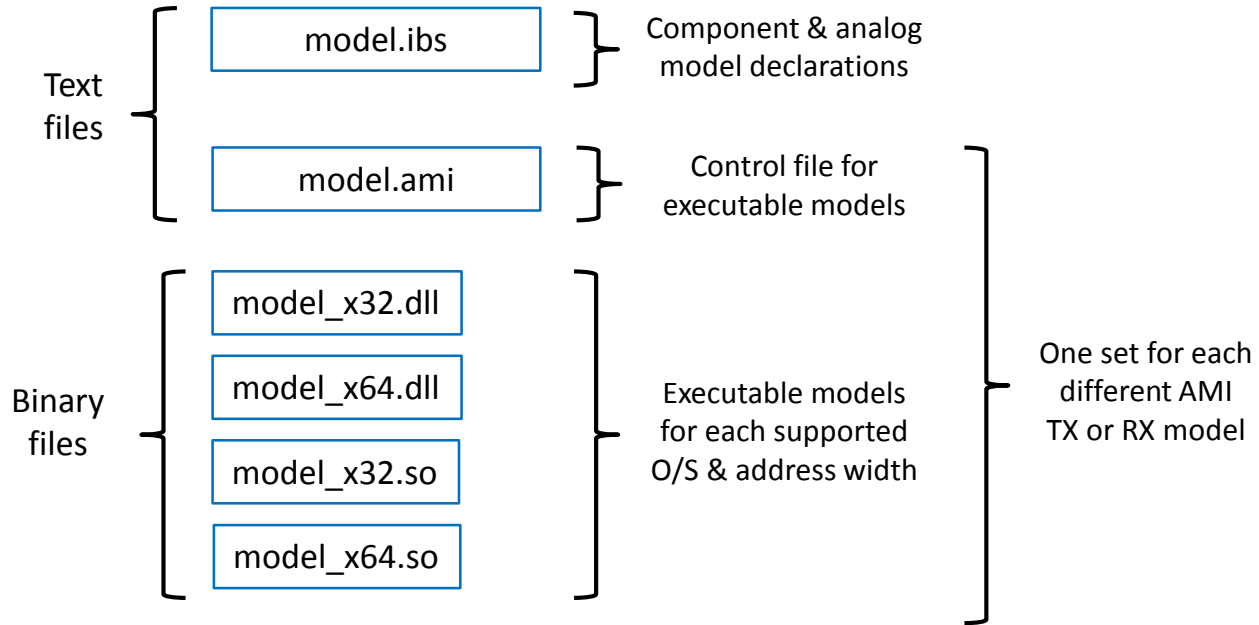 Text
files
model.ibs
Component & analog
model declarations
model.ami
Control file for
executable models
Binary
files
model_x32.dll
model_x64.dll
model_x32.so
model_x64.so
Executable models
for each supported
O/S & address width
One set for each
different AMI
TX or RX model